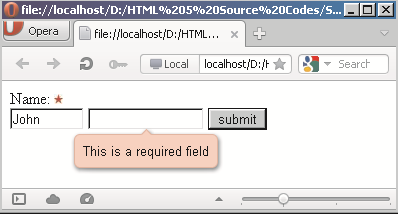 file://localhost/D:/HTML%205%20Source%20Codes/S...
Opera
file://localhost/D:/HTML...
Local
localhost/D:/H
Search
Name:
John
submit
This is a required field